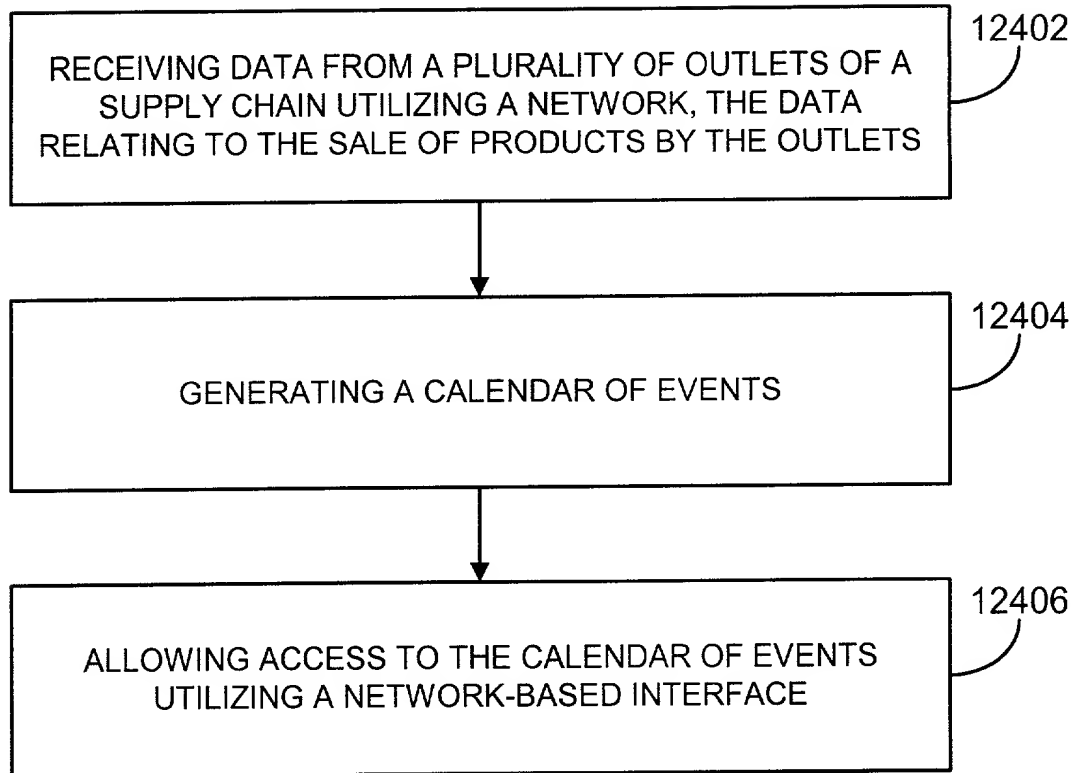 12402
RECEIVING DATA FROM A PLURALITY OF OUTLETS OF A
SUPPLY CHAIN UTILIZING A NETWORK, THE DATA
RELATING TO THE SALE OF PRODUCTS BY THE OUTLETS
12404
GENERATING A CALENDAR OF EVENTS
12406
ALLOWING ACCESS TO THE CALENDAR OF EVENTS
UTILIZING A NETWORK-BASED INTERFACE